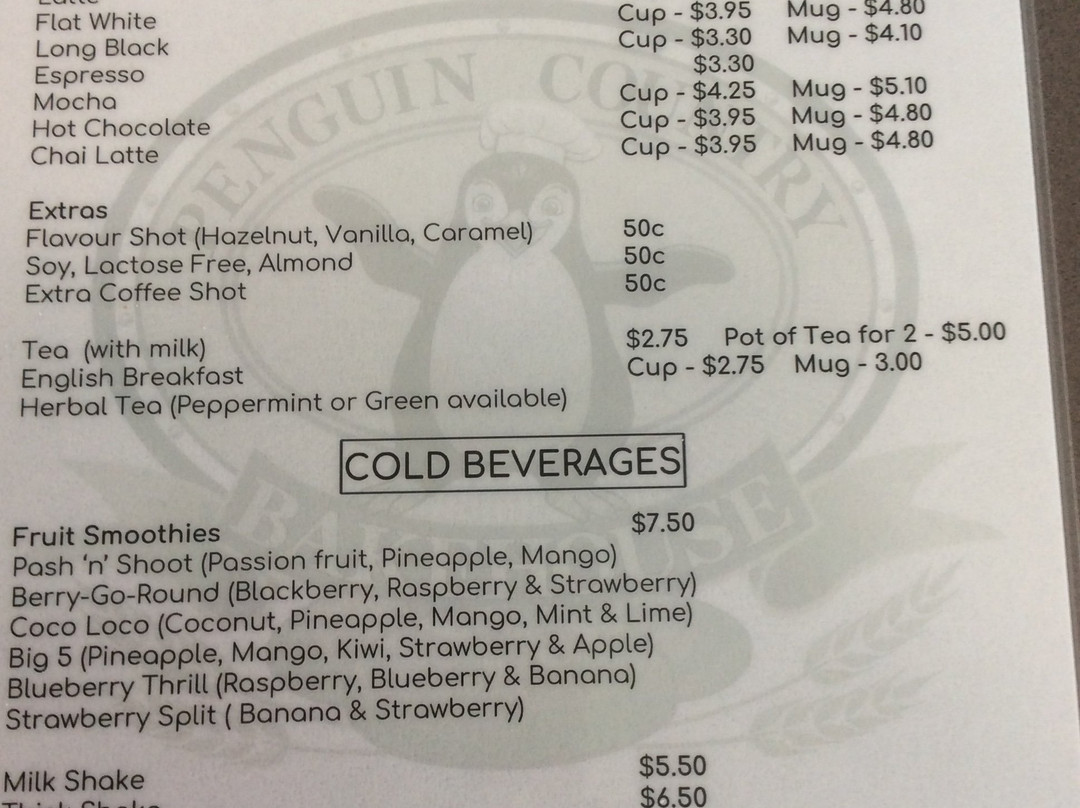 Latte
Flat White Cup - $3.95 Mug - $4.80
Long Black Cup - $3.30 Mug - $4.10
Espresso $3.30
Mocha Cup - $4.25 Mug - $5.10
Hot Chocolate Cup - $3.95 Mug - $4.80
Chai Latte Cup - $3.95 Mug - $4.80
PENGUIN COUNTRY
Extras
Flavour Shot (Hazelnut, Vanilla, Caramel) 50c
Soy, Lactose Free, Almond 50c
Extra Coffee Shot 50c
Tea (with milk) $2.75 Pot of Tea for 2 - $5.00
English Breakfast Cup - $2.75 Mug - 3.00
Herbal Tea (Peppermint or Green available)
COLD BEVERAGES
BAKEHOUSE
Fruit Smoothies $7.50
Pash 'n' Shoot (Passion fruit, Pineapple, Mango)
Berry-Go-Round (Blackberry, Raspberry & Strawberry)
Coco Loco (Coconut, Pineapple, Mango, Mint & Lime)
Big 5 (Pineapple, Mango, Kiwi, Strawberry & Apple)
Blueberry Thrill (Raspberry, Blueberry & Banana)
Strawberry Split ( Banana & Strawberry)
Milk Shake $5.50
Thick Shake $6.50